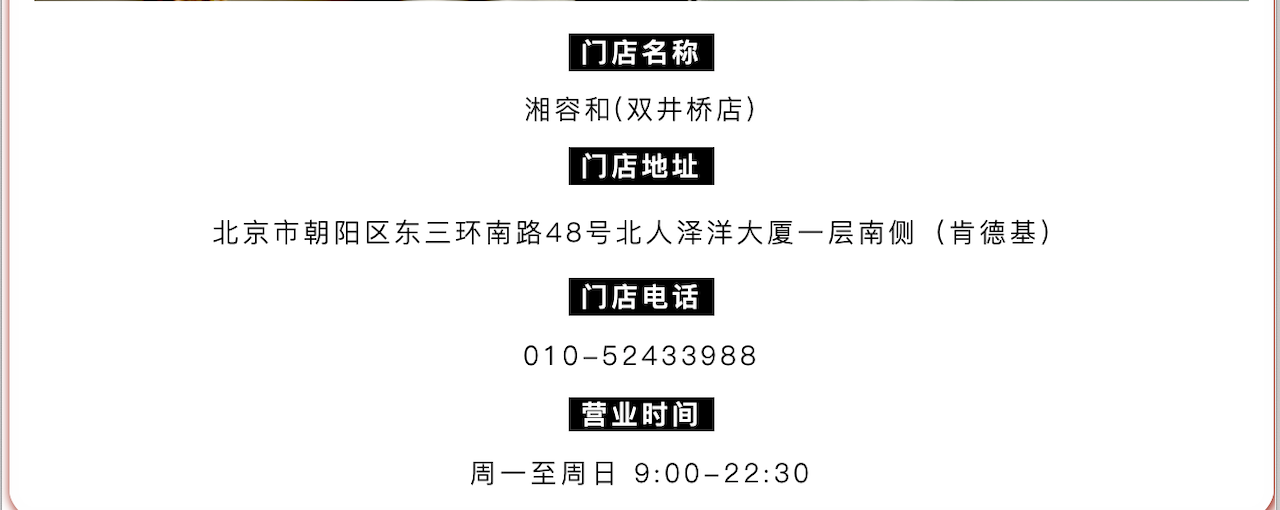 门店名称
湘容和(双井桥店)
门店地址
北京市朝阳区东三环南路48号北人泽洋大厦一层南侧（肯德基）
门店电话
010-52433988
营业时间
周一至周日 9:00-22:30